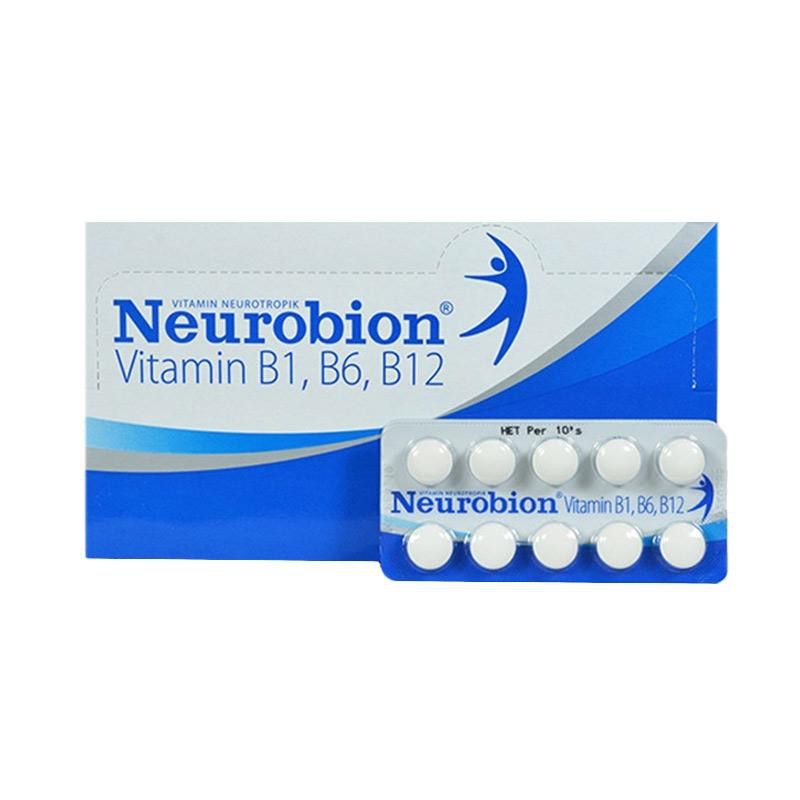 VITAMIN NEUROTROPIK
Neurobion®
Vitamin B1, B6, B12
HET Per 10's
VITAMIN NEUROTROPIK
Neurobion® Vitamin B1, B6, B12